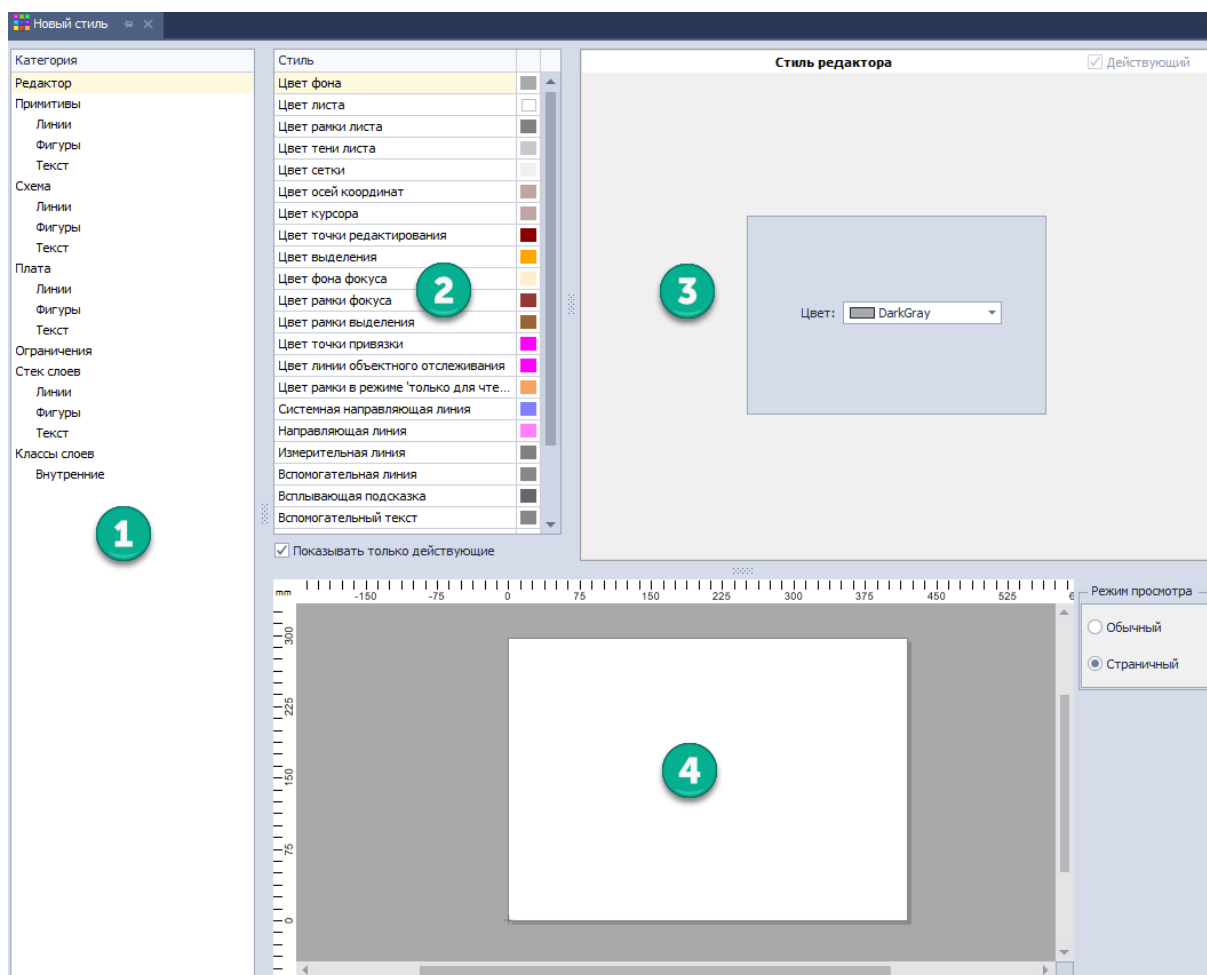 Новый стиль
Категория
Редактор
Примитивы
Линии
Фигуры
Текст
Схема
Линии
Фигуры
Текст
Плата
Линии
Фигуры
Текст
Ограничения
Стек слоев
Линии
Фигуры
Текст
Классы слоев
Внутренние
1
Стиль
Цвет фона
Цвет листа
Цвет рамки листа
Цвет тени листа
Цвет сетки
Цвет осей координат
Цвет курсора
Цвет точки редактирования
Цвет выделения
Цвет фона фокуса
Цвет рамки фокуса
Цвет рамки выделения
Цвет точки привязки
Цвет линии объектного отслеживания
Цвет рамки в режиме 'только для чте...
Системная направляющая линия
Направляющая линия
Измерительная линия
Вспомогательная линия
Всплывающая подсказка
Вспомогательный текст
2
Показывать только действующие
Стиль редактора
Действующий
3
Цвет: DarkGray
mm
-150 -75 0 75 150 225 300 375 450 525 6
300
225
150
75
0
4
Режим просмотра
Обычный
Страничный